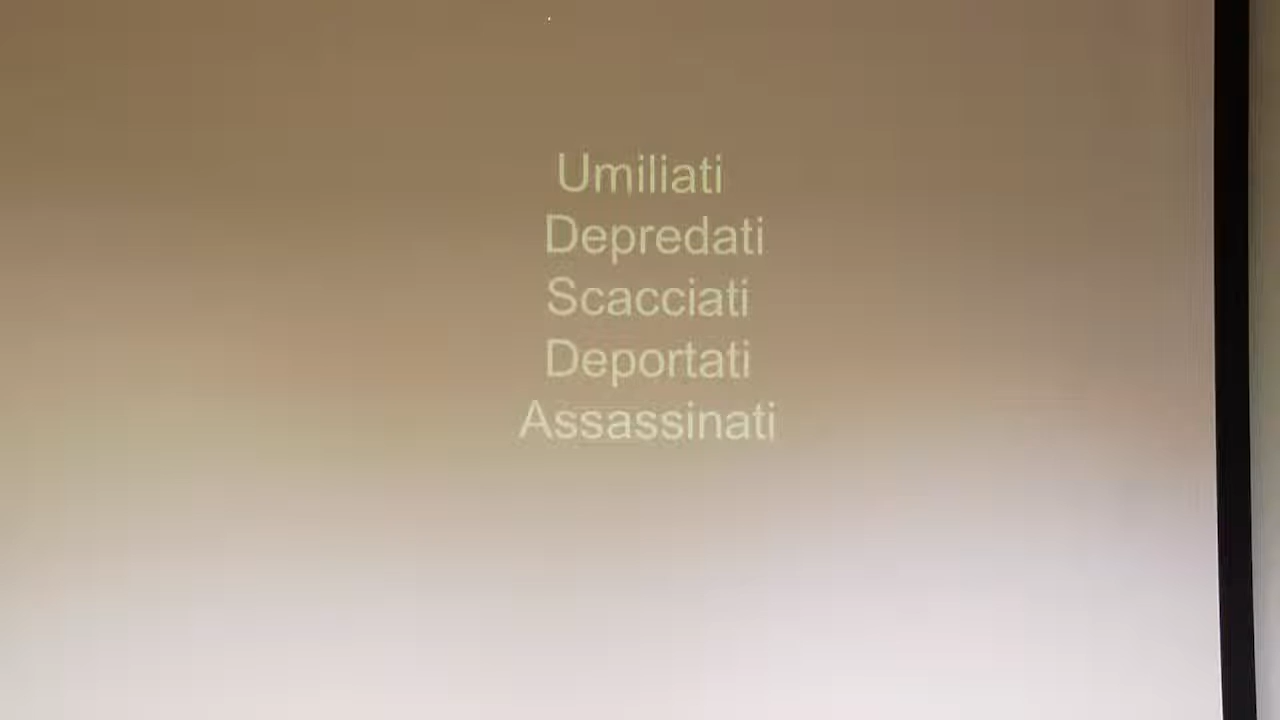 Umiliati
Depredati
Scacciati
Deportati
Assassinati